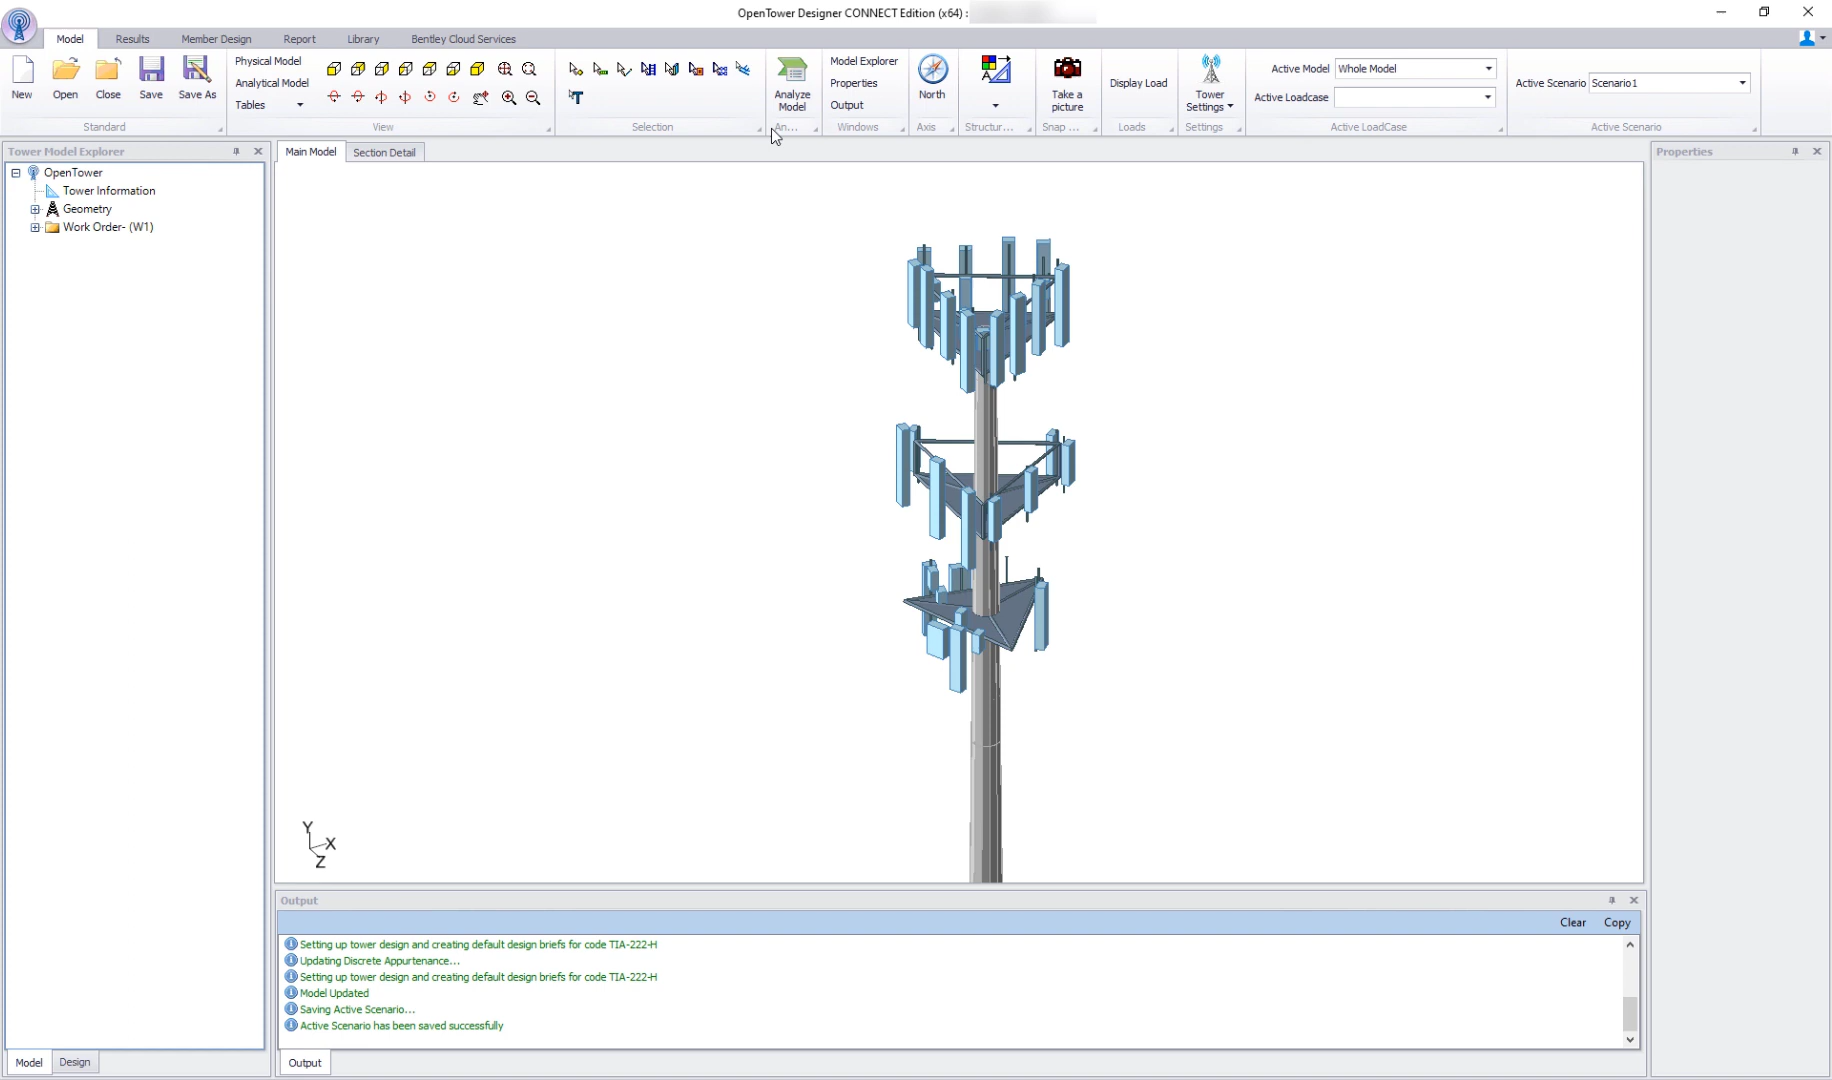 OpenTower Designer CONNECT Edition (x64) :
Model Results Member Design Report Library Bentley Cloud Services
New Open Close Save Save As
Standard
Physical Model
Analytical Model
Tables
View
Selection
Analyze Model
An...
Model Explorer
Properties
Output
Windows
North
Axis
Structur...
Take a picture
Snap ...
Display Load
Loads
Tower Settings
Settings
Active Model Whole Model
Active Loadcase
Active LoadCase
Active Scenario Scenario1
Active Scenario
Tower Model Explorer
OpenTower
Tower Information
Geometry
Work Order- (W1)
Model Design
Main Model Section Detail
Y
X
Z
Properties
Output
Clear Copy
Setting up tower design and creating default design briefs for code TIA-222-H
Updating Discrete Appurtenance...
Setting up tower design and creating default design briefs for code TIA-222-H
Model Updated
Saving Active Scenario...
Active Scenario has been saved successfully
Output